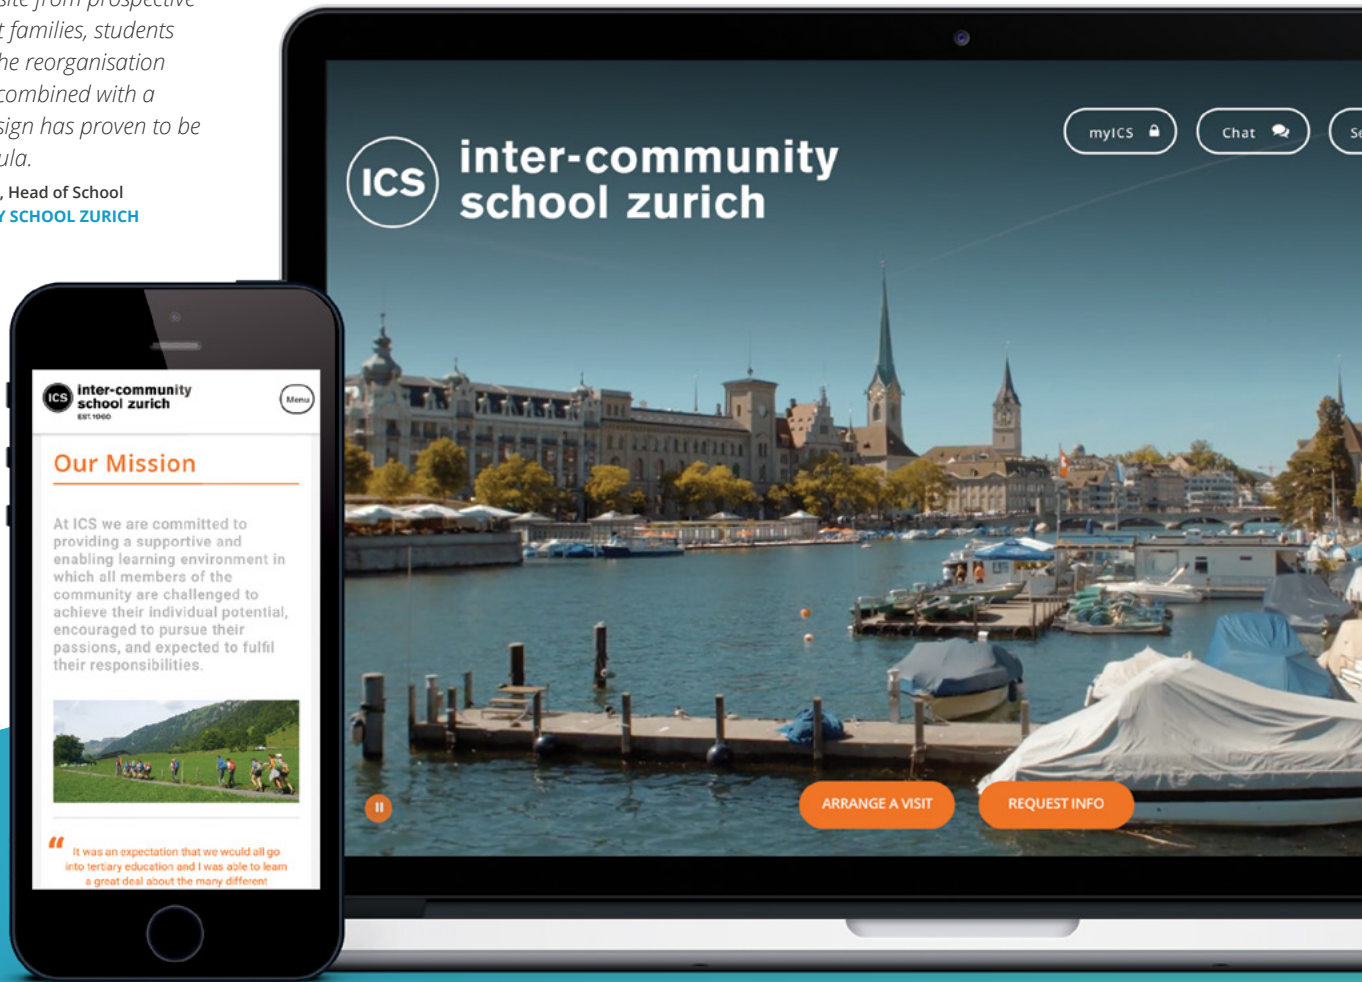 site from prospective
families, students
he reorganisation
combined with a
sign has proven to be
ula.
, Head of School
Y SCHOOL ZURICH
ICS
inter-community
school zurich
myICS
Chat
Se
ARRANGE A VISIT
REQUEST INFO
ICS
inter-community
school zurich
EST. 1960
Menu
Our Mission
At ICS we are committed to
providing a supportive and
enabling learning environment in
which all members of the
community are challenged to
achieve their individual potential,
encouraged to pursue their
passions, and expected to fulfil
their responsibilities.
“ It was an expectation that we would all go
into tertiary education and I was able to learn
a great deal about the many different